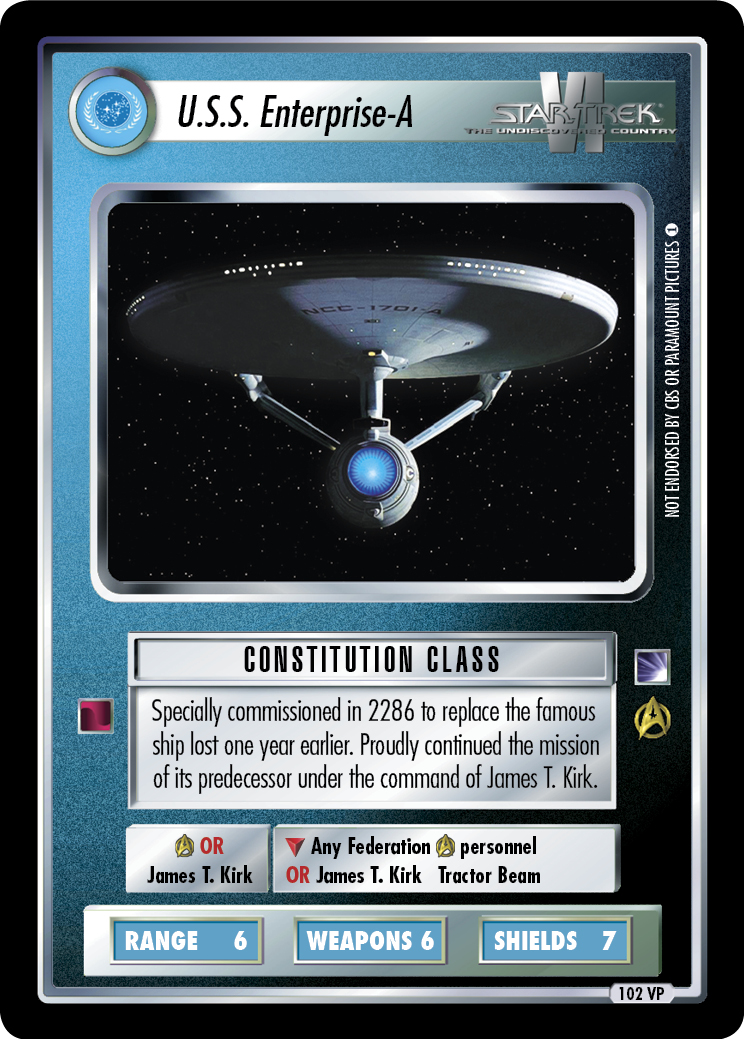 U.S.S. Enterprise-A
STAR TREK VI
THE UNDISCOVERED COUNTRY
NCC-1701-A
NOT ENDORSED BY CBS OR PARAMOUNT PICTURES 1
CONSTITUTION CLASS
Specially commissioned in 2286 to replace the famous
ship lost one year earlier. Proudly continued the mission
of its predecessor under the command of James T. Kirk.
OR
James T. Kirk
Any Federation personnel
OR James T. Kirk Tractor Beam
RANGE 6
WEAPONS 6
SHIELDS 7
102 VP